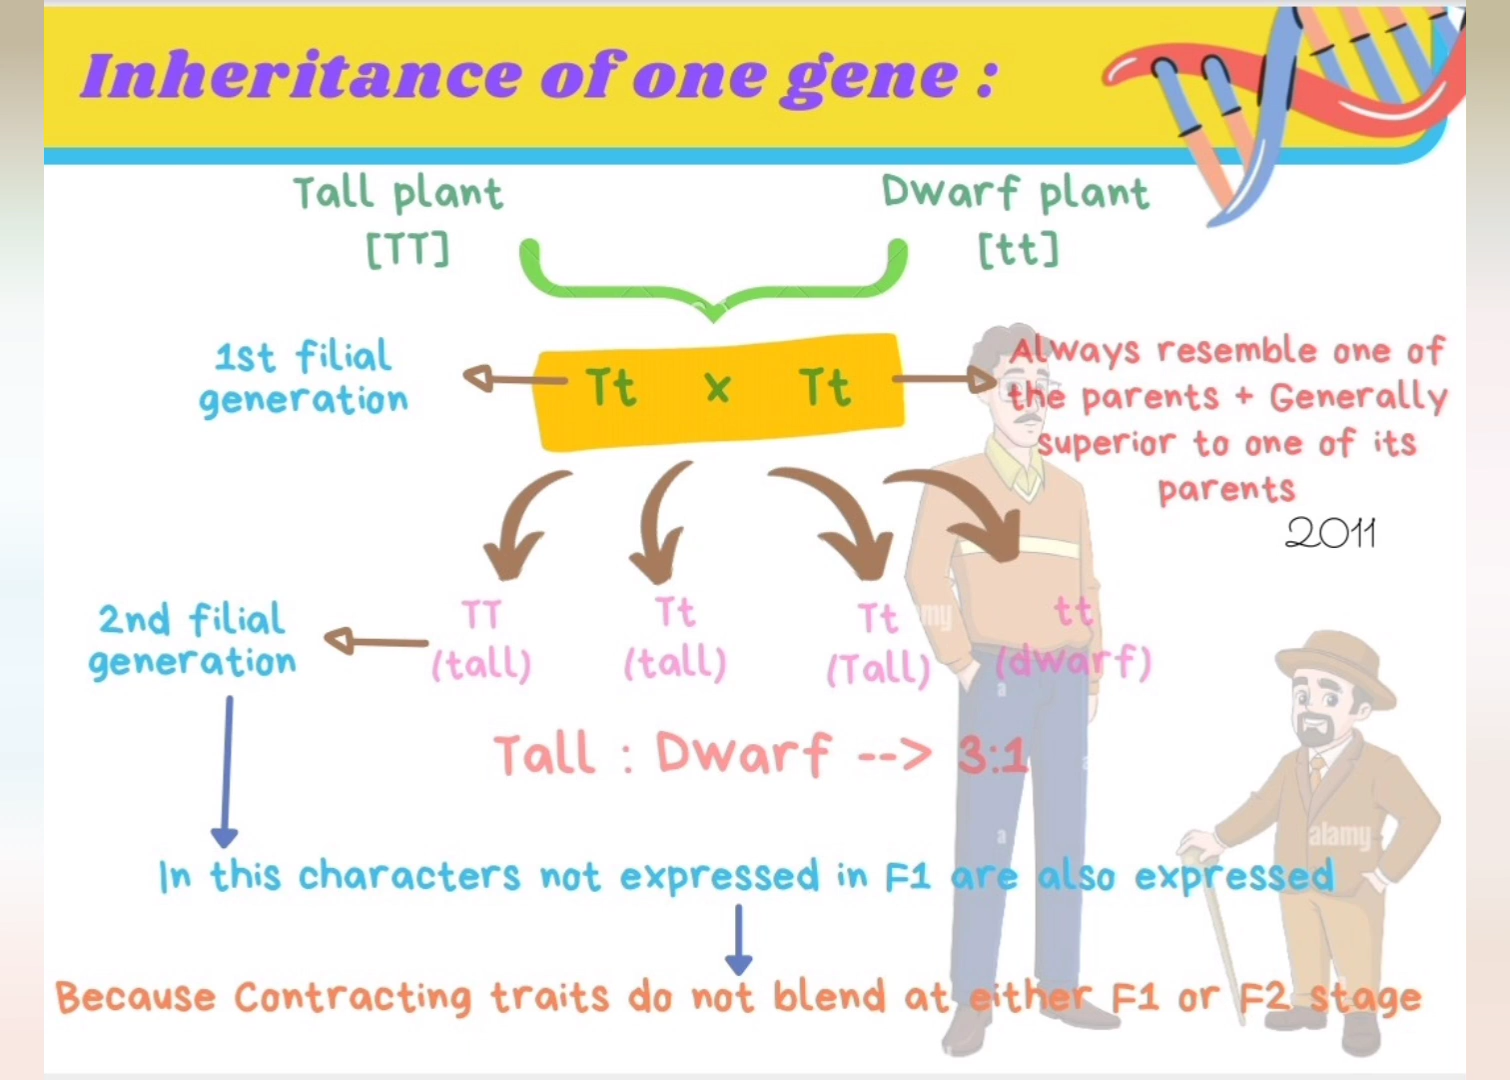 Inheritance of one gene :
Tall plant
[TT]
Dwarf plant
[tt]
1st filial
generation
Tt x Tt
Always resemble one of
the parents + Generally
superior to one of its
parents
2011
2nd filial
generation
TT
(tall)
Tt
(tall)
Tt
(Tall)
tt
(dwarf)
Tall : Dwarf --> 3:1
In this characters not expressed in F1 are also expressed
Because Contracting traits do not blend at either F1 or F2 stage
my
a
a
a
alamy